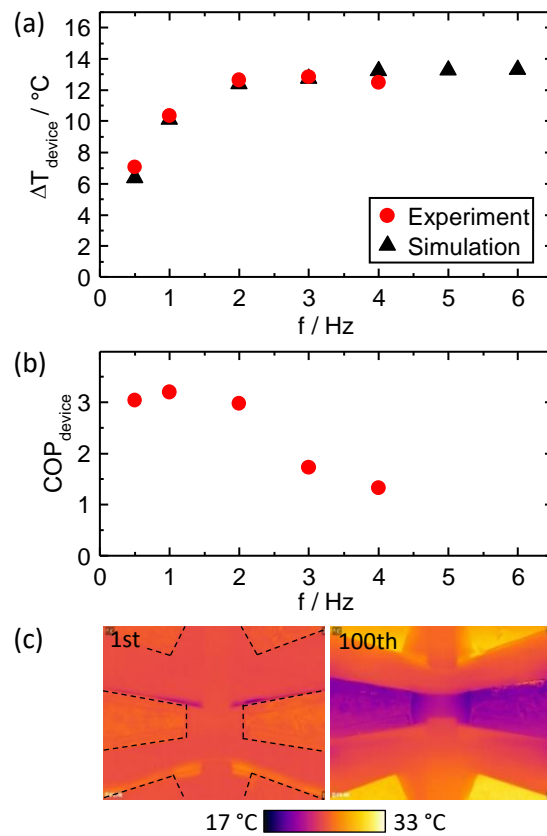 (a)
16
14
12
10
8
6
4
2
0
ΔT_device / °C
Experiment
Simulation
0 1 2 3 4 5 6
f / Hz
(b)
3
2
1
0
COP_device
0 1 2 3 4 5 6
f / Hz
(c)
1st
100th
17 °C 33 °C